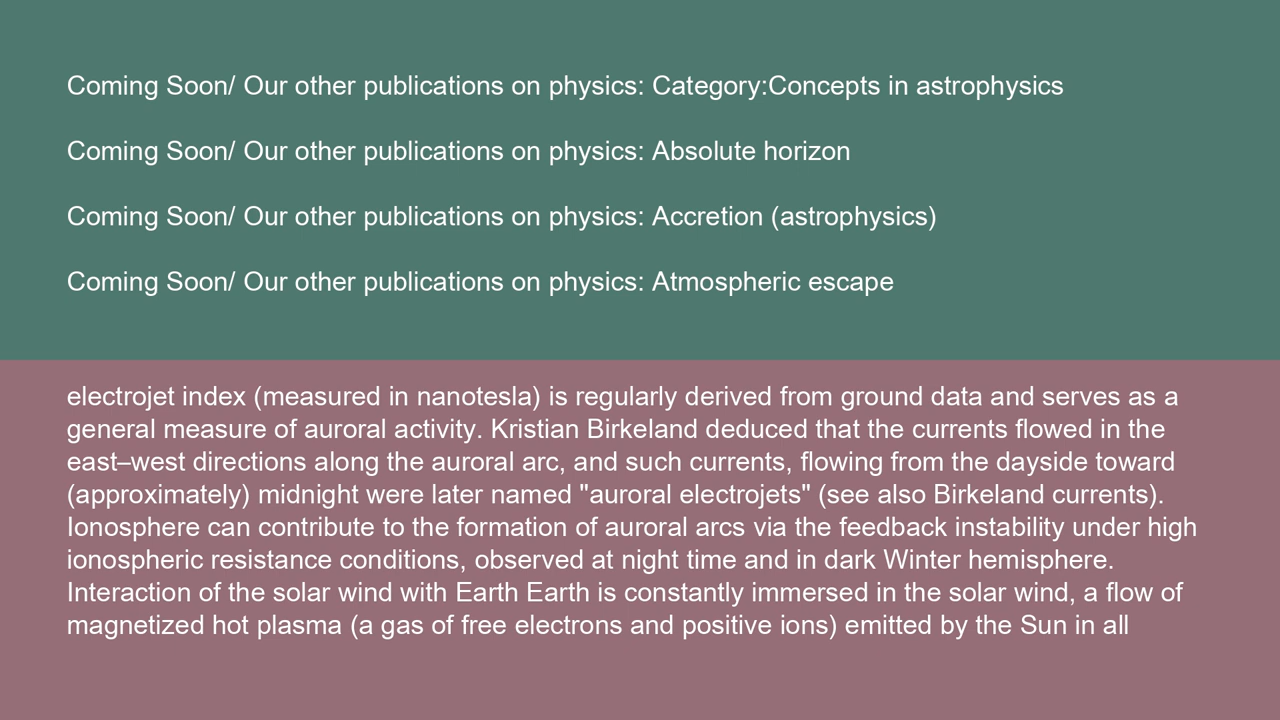 Coming Soon/ Our other publications on physics: Category:Concepts in astrophysics
Coming Soon/ Our other publications on physics: Absolute horizon
Coming Soon/ Our other publications on physics: Accretion (astrophysics)
Coming Soon/ Our other publications on physics: Atmospheric escape
electrojet index (measured in nanotesla) is regularly derived from ground data and serves as a
general measure of auroral activity. Kristian Birkeland deduced that the currents flowed in the
east–west directions along the auroral arc, and such currents, flowing from the dayside toward
(approximately) midnight were later named "auroral electrojets" (see also Birkeland currents).
Ionosphere can contribute to the formation of auroral arcs via the feedback instability under high
ionospheric resistance conditions, observed at night time and in dark Winter hemisphere.
Interaction of the solar wind with Earth Earth is constantly immersed in the solar wind, a flow of
magnetized hot plasma (a gas of free electrons and positive ions) emitted by the Sun in all